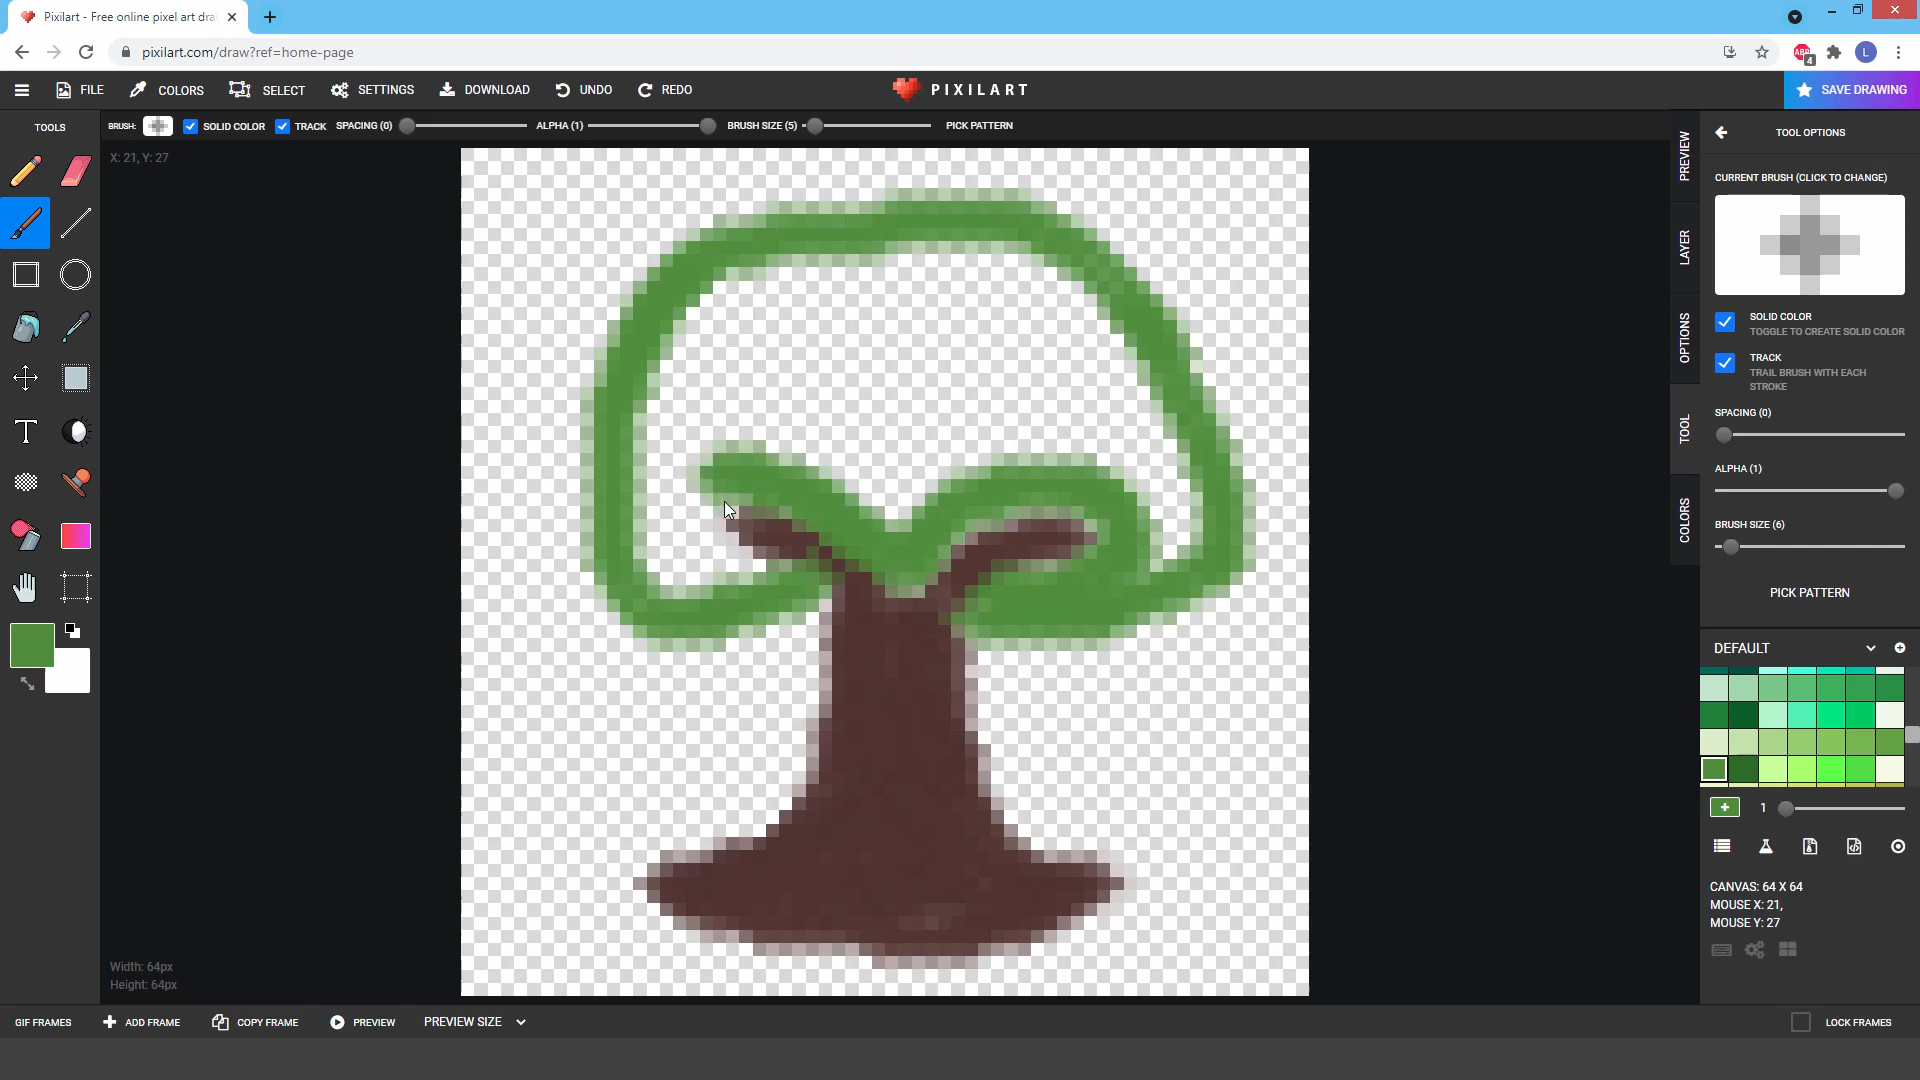 Pixilart - Free online pixel art dra
pixilart.com/draw?ref=home-page
ABP
4
L
FILE
COLORS
SELECT
SETTINGS
DOWNLOAD
UNDO
REDO
PIXILART
SAVE DRAWING
TOOLS
BRUSH:
SOLID COLOR
TRACK
SPACING (0)
ALPHA (1)
BRUSH SIZE (5)
PICK PATTERN
X: 21, Y: 27
T
PREVIEW
LAYER
OPTIONS
TOOL
COLORS
TOOL OPTIONS
CURRENT BRUSH (CLICK TO CHANGE)
SOLID COLOR
TOGGLE TO CREATE SOLID COLOR
TRACK
TRAIL BRUSH WITH EACH
STROKE
SPACING (0)
ALPHA (1)
BRUSH SIZE (6)
PICK PATTERN
DEFAULT
1
CANVAS: 64 X 64
MOUSE X: 21,
MOUSE Y: 27
Width: 64px
Height: 64px
GIF FRAMES
ADD FRAME
COPY FRAME
PREVIEW
PREVIEW SIZE
LOCK FRAMES